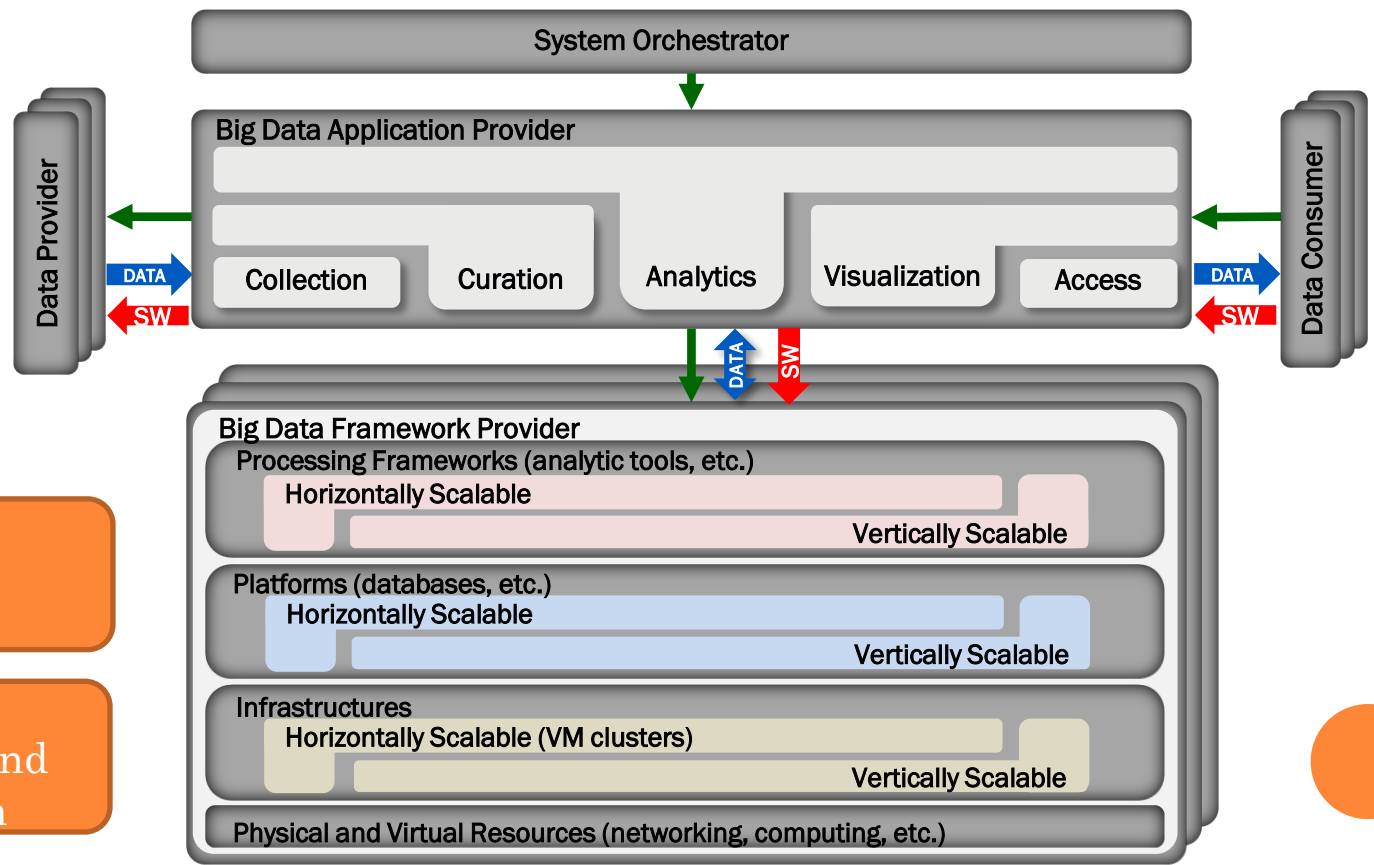 System Orchestrator
Big Data Application Provider
Data Provider
DATA
SW
Collection
Curation
Analytics
Visualization
Access
DATA
SW
Data Consumer
DATA
SW
Big Data Framework Provider
Processing Frameworks (analytic tools, etc.)
Horizontally Scalable
Vertically Scalable
Platforms (databases, etc.)
Horizontally Scalable
Vertically Scalable
Infrastructures
Horizontally Scalable (VM clusters)
Vertically Scalable
Physical and Virtual Resources (networking, computing, etc.)